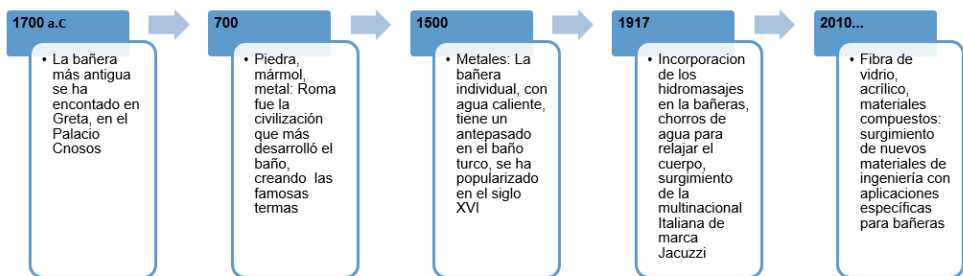 1700 a.C
• La bañera
más antigua
se ha
encontado en
Greta, en el
Palacio
Cnosos
700
• Piedra,
mármol,
metal: Roma
fue la
civilización
que más
desarrolló el
baño,
creando las
famosas
termas
1500
• Metales: La
bañera
individual, con
agua caliente,
tiene un
antepasado
en el baño
turco, se ha
popularizado
en el siglo
XVI
1917
• Incorporacion
de los
hidromasajes
en la bañeras,
chorros de
agua para
relajar el
cuerpo,
surgimiento
de la
multinacional
Italiana de
marca
Jacuzzi
2010...
• Fibra de
vidrio,
acrílico,
materiales
compuestos:
surgimiento
de nuevos
materiales de
ingeniería con
aplicaciones
específicas
para bañeras